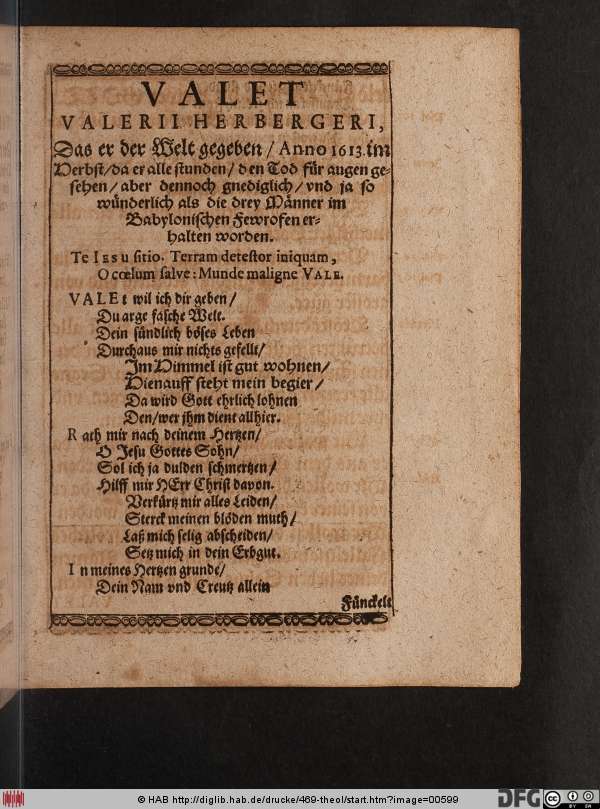 VALET
VALERII HERBERGERI,
Das er der Welt gegeben / Anno 1613. im
Herbst / da er alle stunden / den Tod für augen ge-
sehen / aber dennoch gnediglich / vnd ja so
wünderlich als die drey Männer im
Babylonischen Fewrofen er-
halten worden.
Te IESU sitio. Terram detestor iniquam,
O cœlum salve: Munde maligne VALE.
VALEt wil ich dir geben /
Du arge falsche Welt.
Dein sündlich böses Leben
Durchaus mir nichts gefellt /
Im Himmel ist gut wohnen /
Hienauff steht mein begier /
Da wird Gott ehrlich lohnen
Den / wer jhm dient allhier.
Rath mir nach deinem Hertzen /
O Jesu Gottes Sohn /
Sol ich ja dulden schmertzen /
Hilff mir HErr Christ davon.
Verkürtz mir alles Leiden /
Sterck meinen blöden muth /
Laß mich selig abscheiden /
Setz mich in dein Erbgut.
In meines Hertzen grunde /
Dein Nam vnd Creutz allein
Fünckelt
© HAB http://diglib.hab.de/drucke/469-theol/start.htm?image=00599
DFG
BY SA